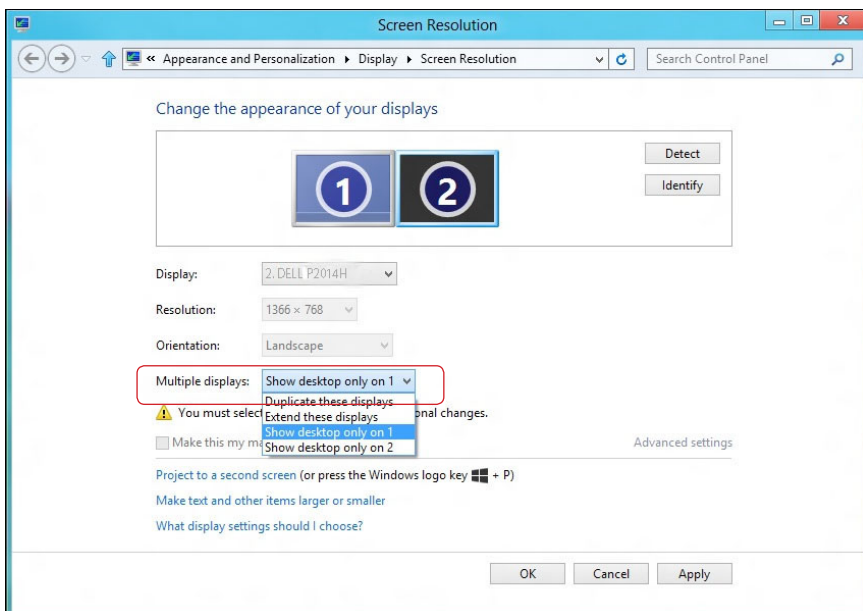 Screen Resolution
« Appearance and Personalization ▸ Display ▸ Screen Resolution
Search Control Panel
Change the appearance of your displays
1 2
Detect
Identify
Display: 2. DELL P2014H
Resolution: 1366 × 768
Orientation: Landscape
Multiple displays: Show desktop only on 1
Duplicate these displays
You must select onal changes.
Extend these displays
Show desktop only on 1
Make this my ma Advanced settings
Show desktop only on 2
Project to a second screen (or press the Windows logo key + P)
Make text and other items larger or smaller
What display settings should I choose?
OK Cancel Apply